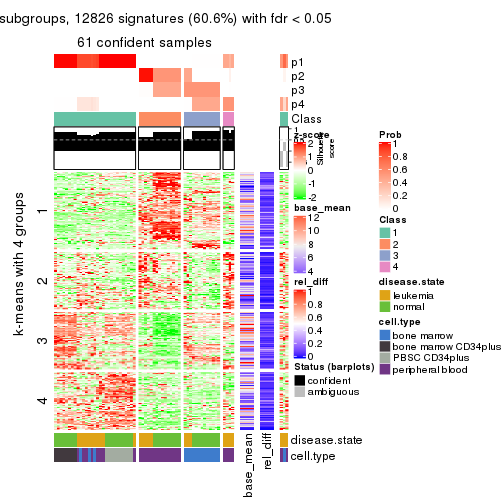 subgroups, 12826 signatures (60.6%) with fdr < 0.05
61 confident samples
p1
p2
p3
p4
Class
1
Silhouette
score
k-means with 4 groups
1
2
3
4
disease.state
cell.type
base_mean
rel_diff
z-score
2
1
0
-1
-2
base_mean
12
10
8
6
4
rel_diff
1
0.8
0.6
0.4
0.2
0
Status (barplots)
confident
ambiguous
Prob
1
0.8
0.6
0.4
0.2
0
Class
1
2
3
4
disease.state
leukemia
normal
cell.type
bone marrow
bone marrow CD34plus
PBSC CD34plus
peripheral blood